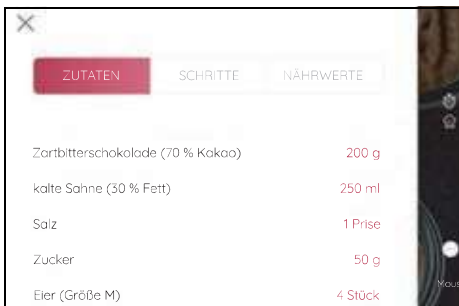 ZUTATEN SCHRITTE NÄHRWERTE
Zartbitterschokolade (70 % Kakao) 200 g
kalte Sahne (30 % Fett) 250 ml
Salz 1 Prise
Zucker 50 g
Eier (Größe M) 4 Stück
Mous